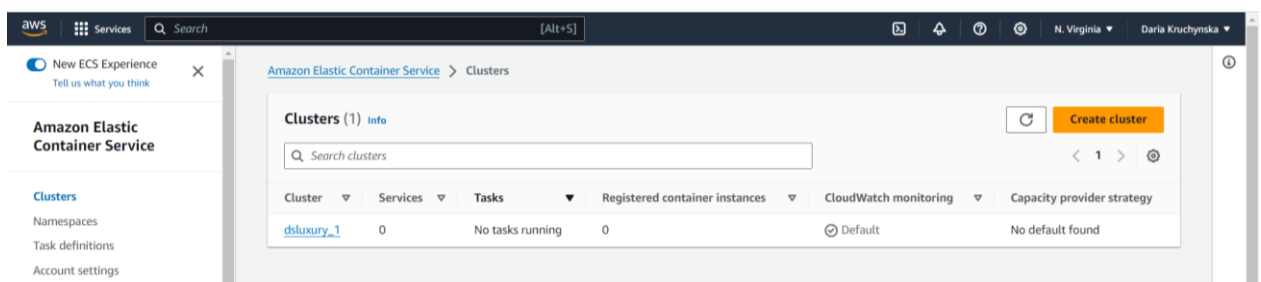 aws Services Search [Alt+S] N. Virginia Daria Kruchynska
New ECS Experience
Tell us what you think
Amazon Elastic Container Service > Clusters
Amazon Elastic
Container Service
Clusters
Namespaces
Task definitions
Account settings
Clusters (1) Info
Create cluster
Search clusters
< 1 >
Cluster Services Tasks Registered container instances CloudWatch monitoring Capacity provider strategy
dsluxury_1 0 No tasks running 0 Default No default found